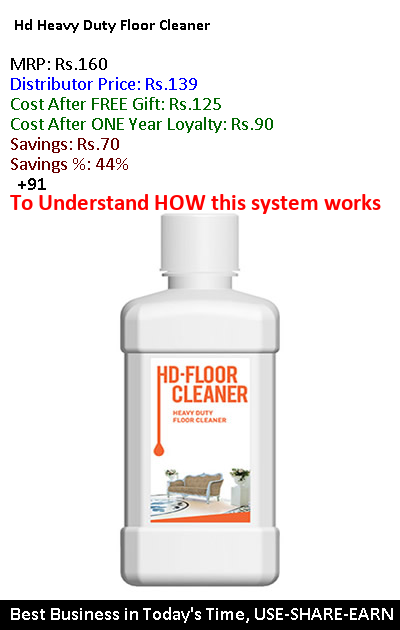 Hd Heavy Duty Floor Cleaner
MRP: Rs.160
Distributor Price: Rs.139
Cost After FREE Gift: Rs.125
Cost After ONE Year Loyalty: Rs.90
Savings: Rs.70
Savings %: 44%
+91
To Understand HOW this system works
HD-FLOOR
CLEANER
HEAVY DUTY
FLOOR CLEANER
Best Business in Today's Time, USE-SHARE-EARN